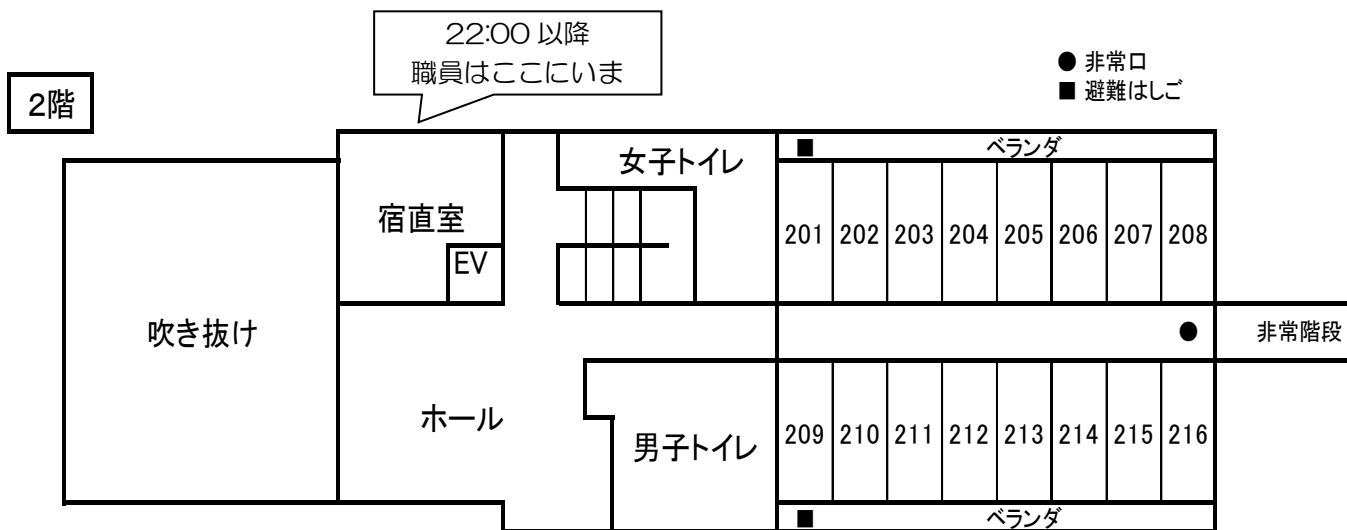 22:00 以降
職員はここにいま
● 非常口
■ 避難はしご
2階
■ ベランダ
女子トイレ
宿直室
EV
201 202 203 204 205 206 207 208
吹き抜け
● 非常階段
ホール
男子トイレ
209 210 211 212 213 214 215 216
■ ベランダ